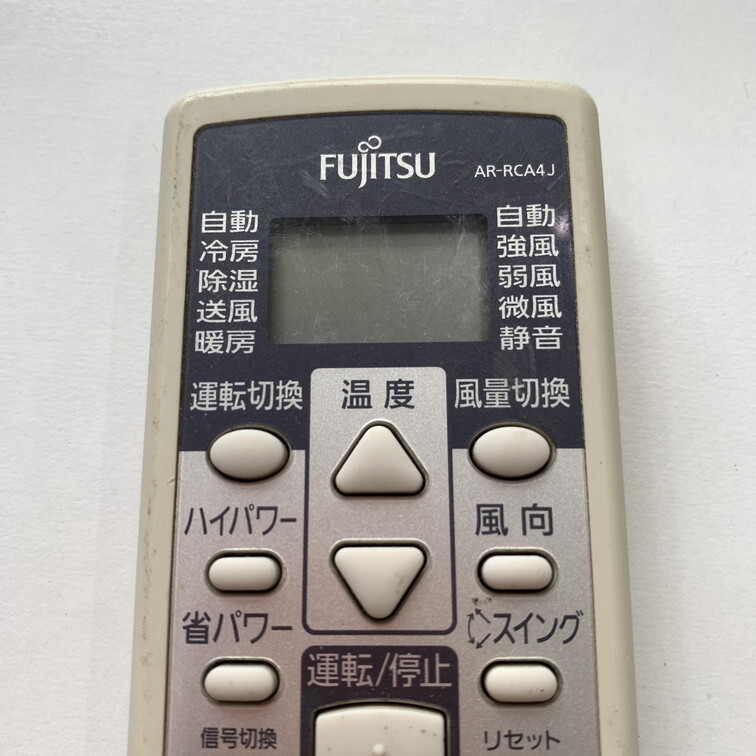 FUJITSU AR-RCA4J
自動 自動
冷房 強風
除湿 弱風
送風 微風
暖房 静音
運転切換 温度 風量切換
ハイパワー 風向
省パワー スイング
運転/停止
信号切換 リセット